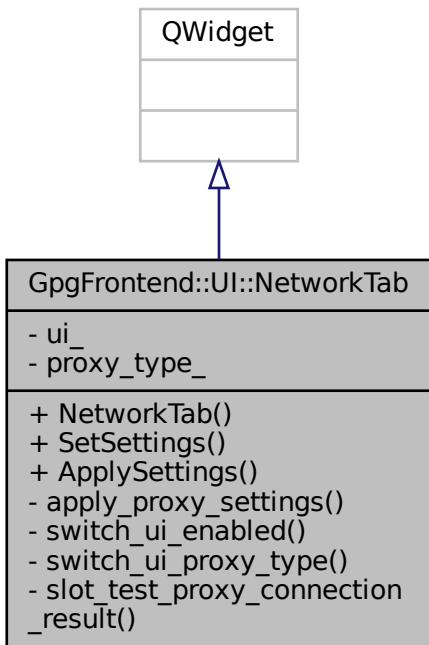 QWidget
GpgFrontend::UI::NetworkTab
- ui_
- proxy_type_
+ NetworkTab()
+ SetSettings()
+ ApplySettings()
- apply_proxy_settings()
- switch_ui_enabled()
- switch_ui_proxy_type()
- slot_test_proxy_connection
_result()